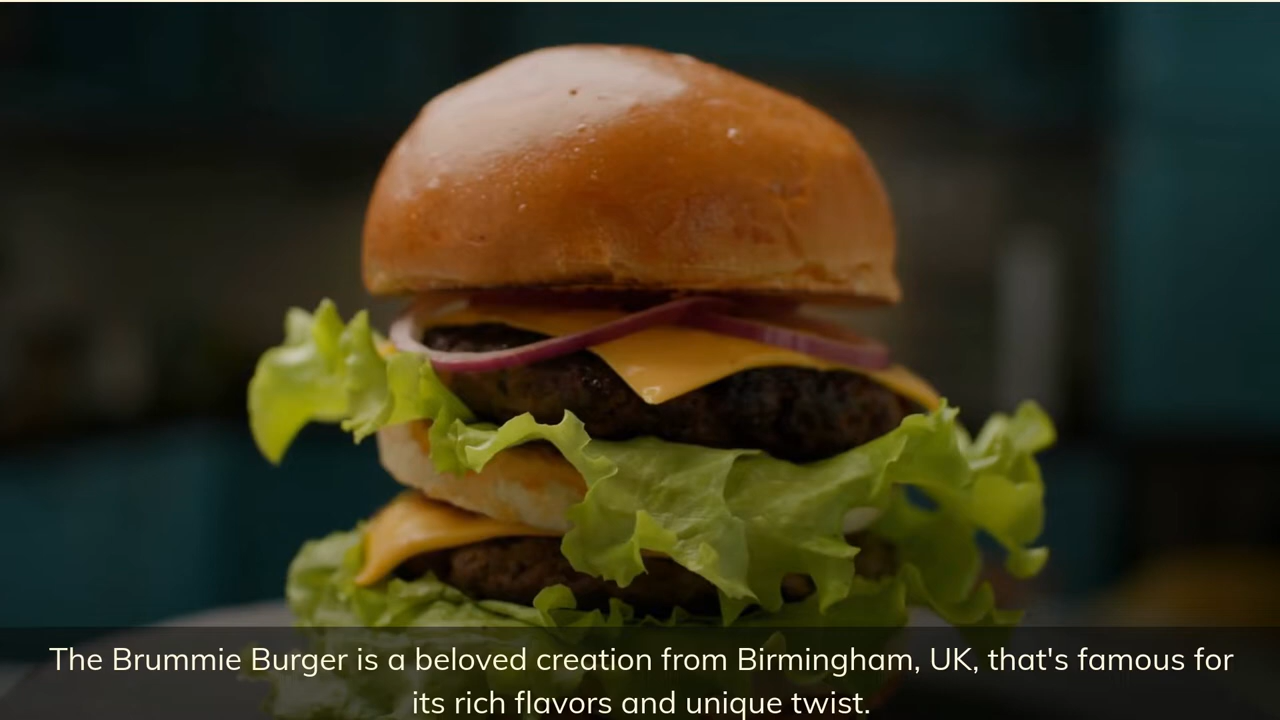 The Brummie Burger is a beloved creation from Birmingham, UK, that's famous for
its rich flavors and unique twist.